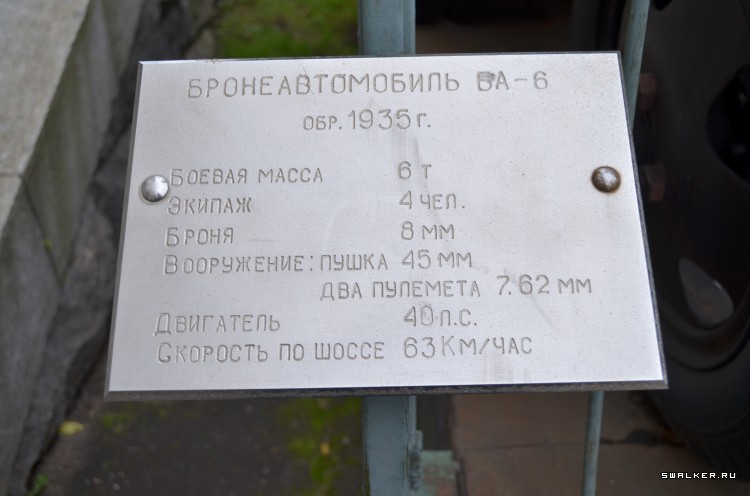 БРОНЕАВТОМОБИЛЬ БА-6
ОБР. 1935 г.
БОЕВАЯ МАССА 6 Т
ЭКИПАЖ 4 ЧЕЛ.
БРОНЯ 8 ММ
ВООРУЖЕНИЕ: ПУШКА 45 ММ
ДВА ПУЛЕМЕТА 7.62 ММ
ДВИГАТЕЛЬ 40 Л.С.
СКОРОСТЬ ПО ШОССЕ 63 КМ/ЧАС
SWALKER.RU